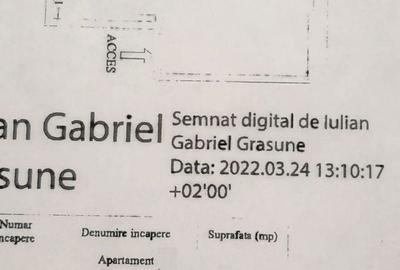 ACCES
an Gabriel
sune
Semnat digital de Iulian
Gabriel Grasune
Data: 2022.03.24 13:10:17
+02'00'
Numar
ncapere
Denumire incapere
Suprafata (mp)
Apartament